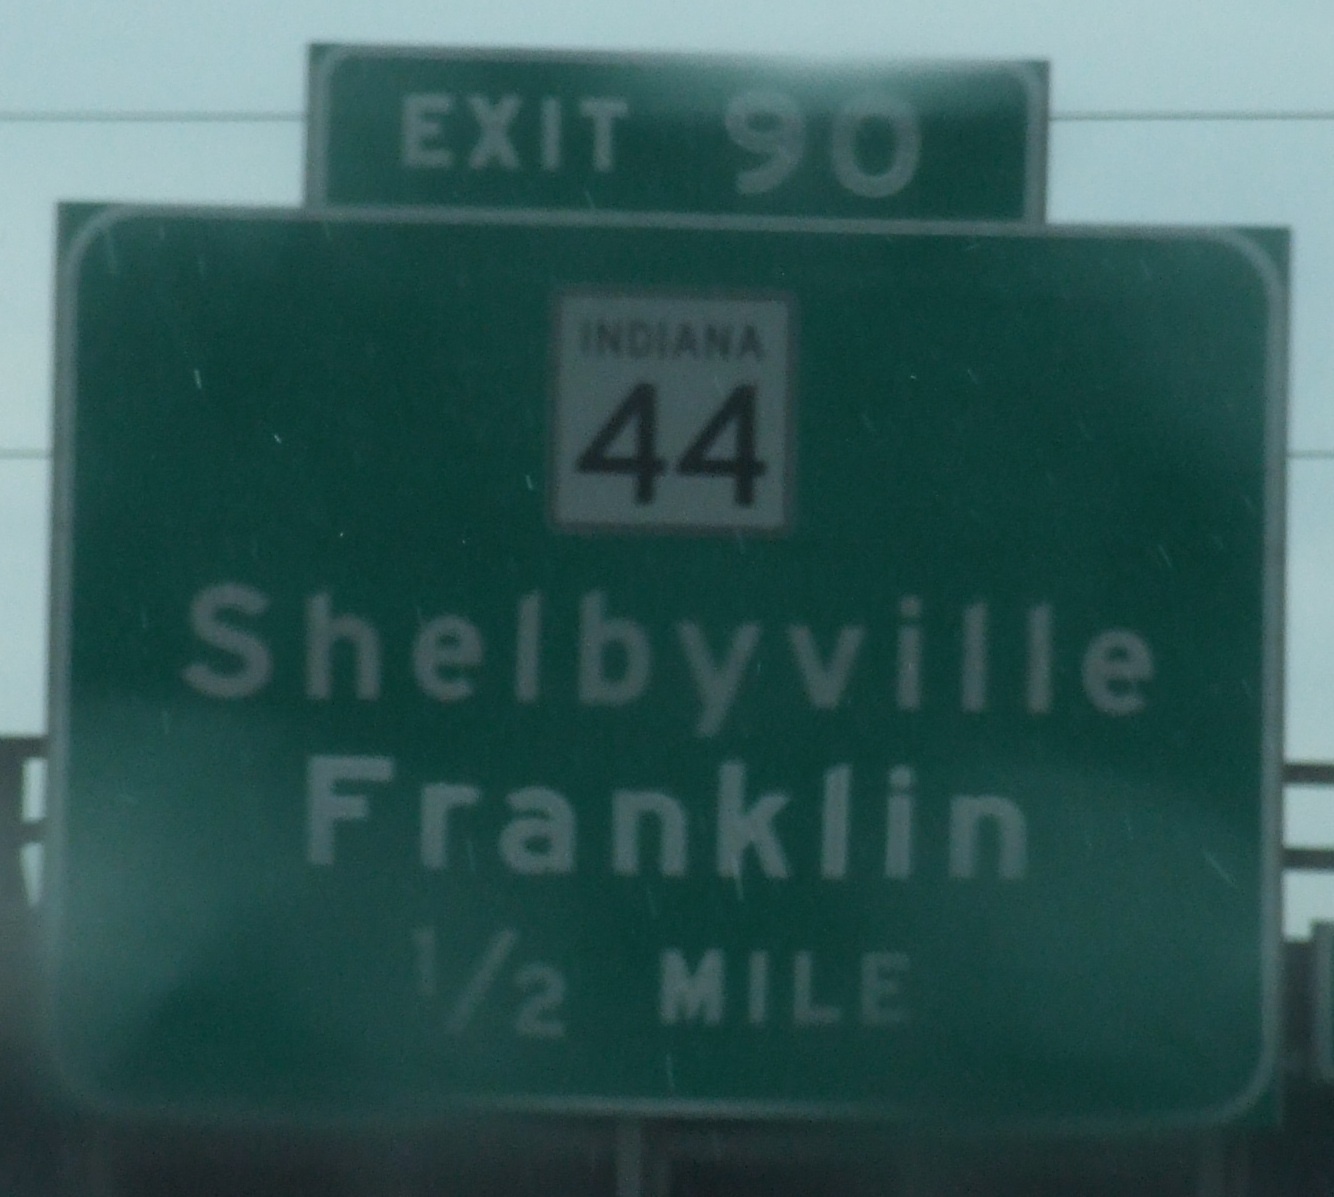 EXIT 90
INDIANA
44
Shelbyville
Franklin
1/2 MILE